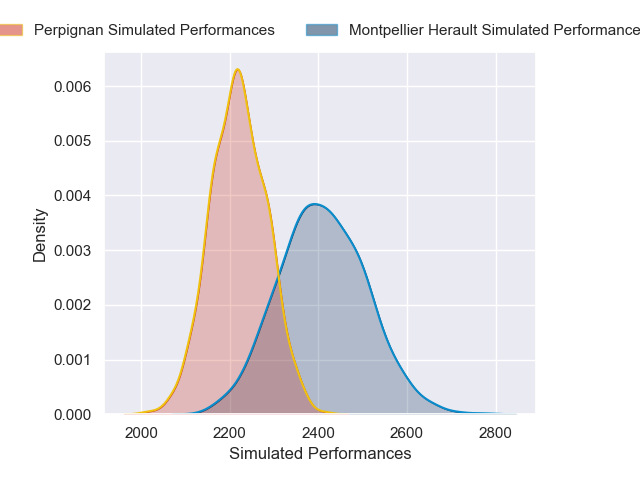 Perpignan Simulated Performances
Montpellier Herault Simulated Performance
0.006
0.005
0.004
0.003
0.002
0.001
0.000
Density
2000 2200 2400 2600 2800
Simulated Performances